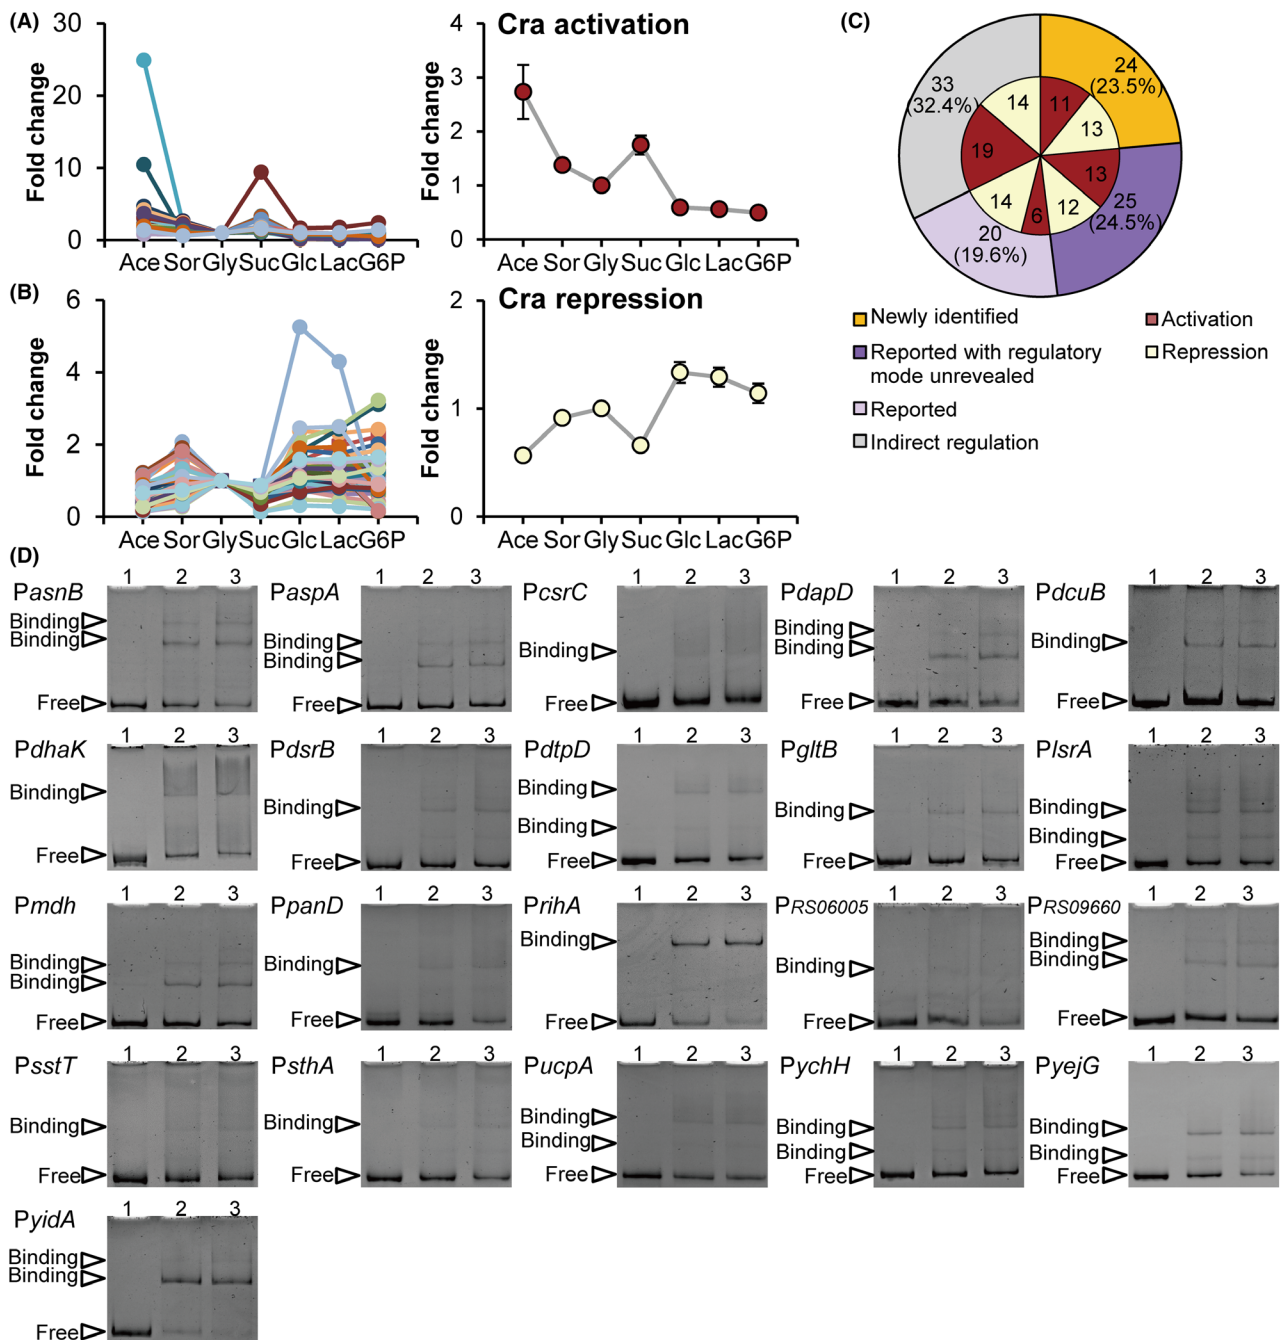 (A)
30
20
10
0
Fold change
Ace Sor Gly Suc Glc Lac G6P
Cra activation
4
3
2
1
0
Fold change
Ace Sor Gly Suc Glc Lac G6P
(B)
6
4
2
0
Fold change
Ace Sor Gly Suc Glc Lac G6P
Cra repression
2
1
0
Fold change
Ace Sor Gly Suc Glc Lac G6P
(C)
24
(23.5%)
25
(24.5%)
20
(19.6%)
33
(32.4%)
11
13
13
12
6
14
19
14
Newly identified
Reported with regulatory
mode unrevealed
Reported
Indirect regulation
Activation
Repression
(D)
PasnB
1 2 3
Binding
Binding
Free
PaspA
1 2 3
Binding
Binding
Free
PcsrC
1 2 3
Binding
Free
PdapD
1 2 3
Binding
Binding
Free
PdcuB
1 2 3
Binding
Free
PdhaK
1 2 3
Binding
Free
PdsrB
1 2 3
Binding
Free
PdtpD
1 2 3
Binding
Binding
Free
PgltB
1 2 3
Binding
Free
PlsrA
1 2 3
Binding
Binding
Free
Pmdh
1 2 3
Binding
Binding
Free
PpanD
1 2 3
Binding
Free
PrihA
1 2 3
Binding
Free
PRS06005
1 2 3
Binding
Free
PRS09660
1 2 3
Binding
Binding
Free
PsstT
1 2 3
Binding
Free
PsthA
1 2 3
Binding
Free
PucpA
1 2 3
Binding
Binding
Free
PychH
1 2 3
Binding
Binding
Free
PyejG
1 2 3
Binding
Binding
Free
PyidA
1 2 3
Binding
Binding
Free